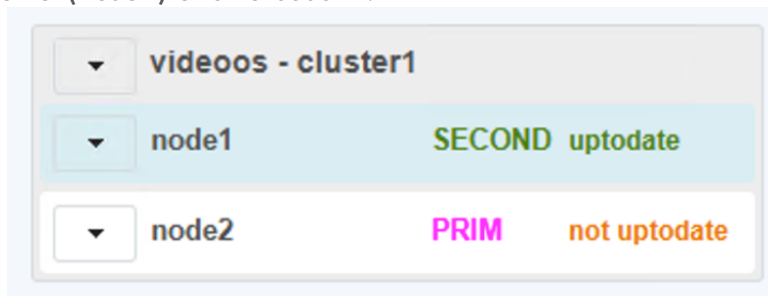 videoos - cluster1
node1 SECOND uptodate
node2 PRIM not uptodate